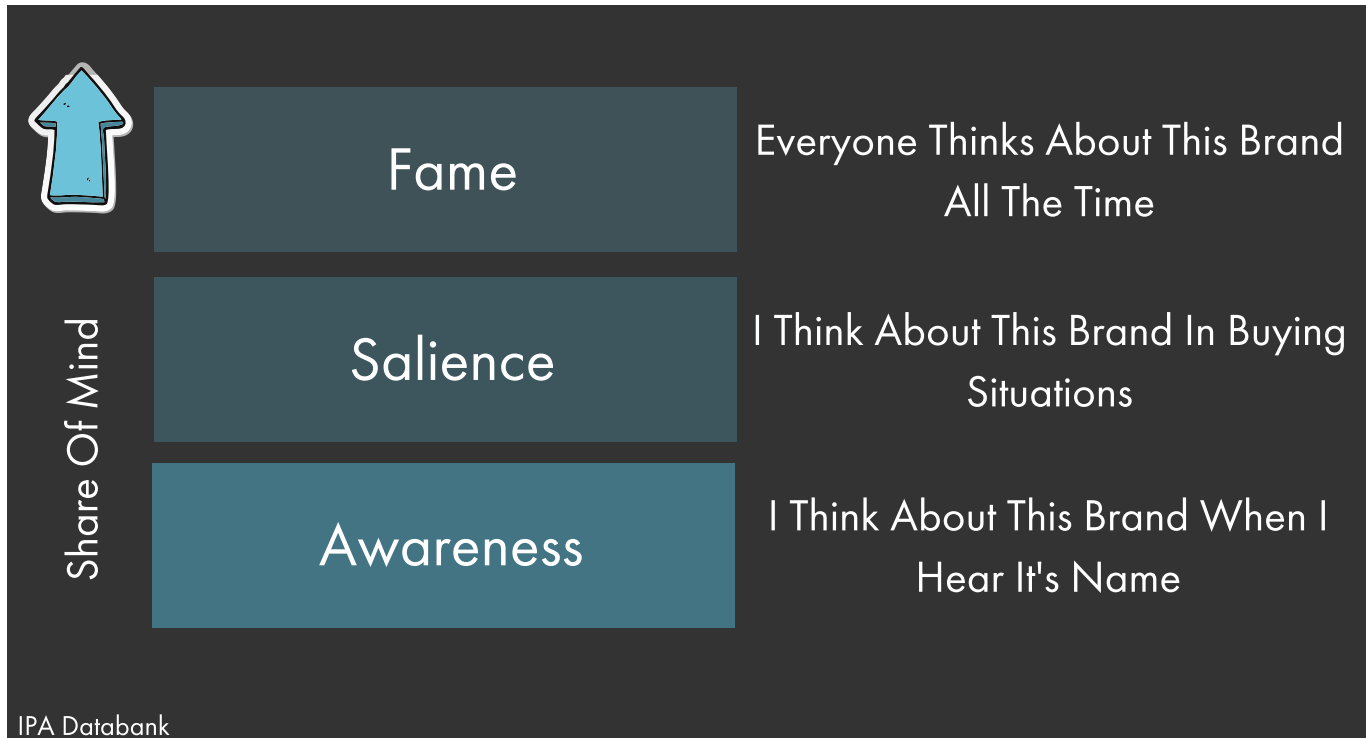 Fame
Everyone Thinks About This Brand
All The Time
Salience
I Think About This Brand In Buying
Situations
Awareness
I Think About This Brand When I
Hear It's Name
Share Of Mind
IPA Databank